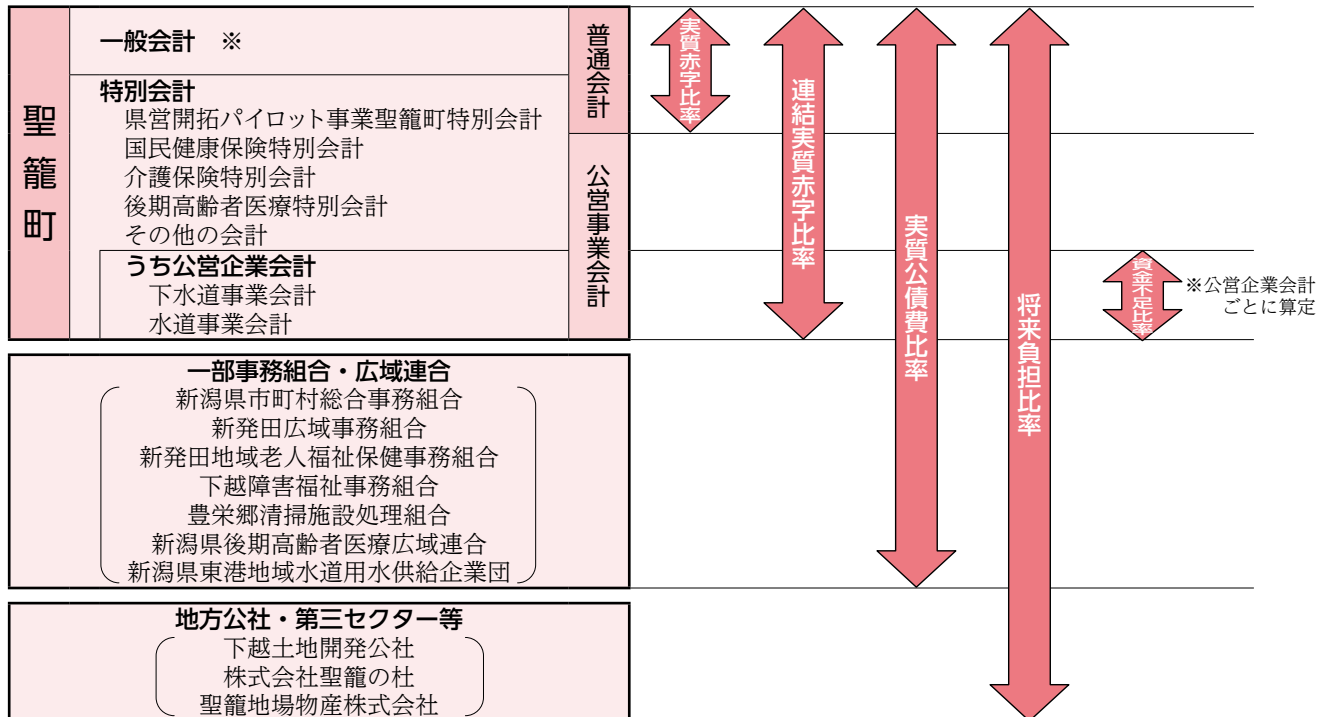 聖籠町
一般会計　※
特別会計
県営開拓パイロット事業聖籠町特別会計
国民健康保険特別会計
介護保険特別会計
後期高齢者医療特別会計
その他の会計
うち公営企業会計
下水道事業会計
水道事業会計
普通会計
公営事業会計
実質赤字比率
連結実質赤字比率
実質公債費比率
将来負担比率
資金不足比率
※公営企業会計
ごとに算定
一部事務組合・広域連合
新潟県市町村総合事務組合
新発田広域事務組合
新発田地域老人福祉保健事務組合
下越障害福祉事務組合
豊栄郷清掃施設処理組合
新潟県後期高齢者医療広域連合
新潟県東港地域水道用水供給企業団
地方公社・第三セクター等
下越土地開発公社
株式会社聖籠の杜
聖籠地場物産株式会社